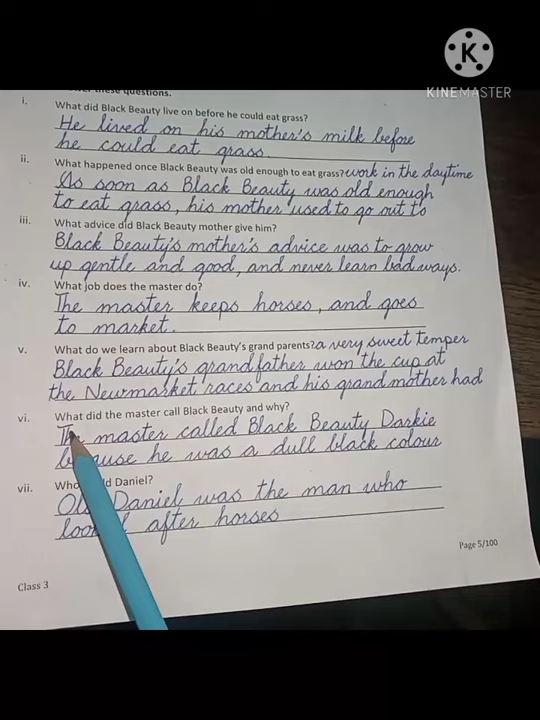 KINEMASTER
these questions.
i. What did Black Beauty live on before he could eat grass?
He lived on his mother's milk before
he could eat grass.
ii. What happened once Black Beauty was old enough to eat grass? work in the daytime
As soon as Black Beauty was old enough
to eat grass, his mother used to go out to
iii. What advice did Black Beauty mother give him?
Black Beauty's mother's advice was to grow
up gentle and good, and never learn bad ways.
iv. What job does the master do?
The master keeps horses, and goes
to market.
v. What do we learn about Black Beauty's grand parents? a very sweet temper
Black Beauty's grandfather won the cup at
the Newmarket races and his grandmother had
vi. What did the master call Black Beauty and why?
The master called Black Beauty Darkie
because he was a dull black colour
vii. Who Old Daniel?
Old Daniel was the man who
looked after horses
Page 5/100
Class 3